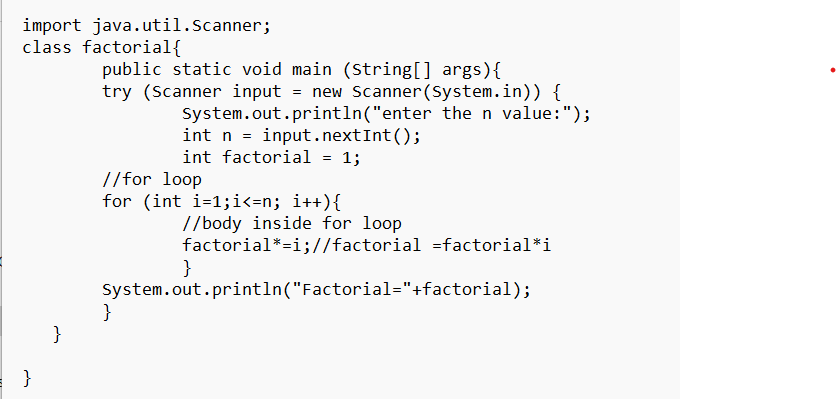 import java.util.Scanner;
class factorial{
public static void main (String[] args){
try (Scanner input = new Scanner(System.in)) {
System.out.println("enter the n value:");
int n = input.nextInt();
int factorial = 1;
//for loop
for (int i=1;i<=n; i++){
//body inside for loop
factorial*=i;//factorial =factorial*i
}
System.out.println("Factorial="+factorial);
}
}
}